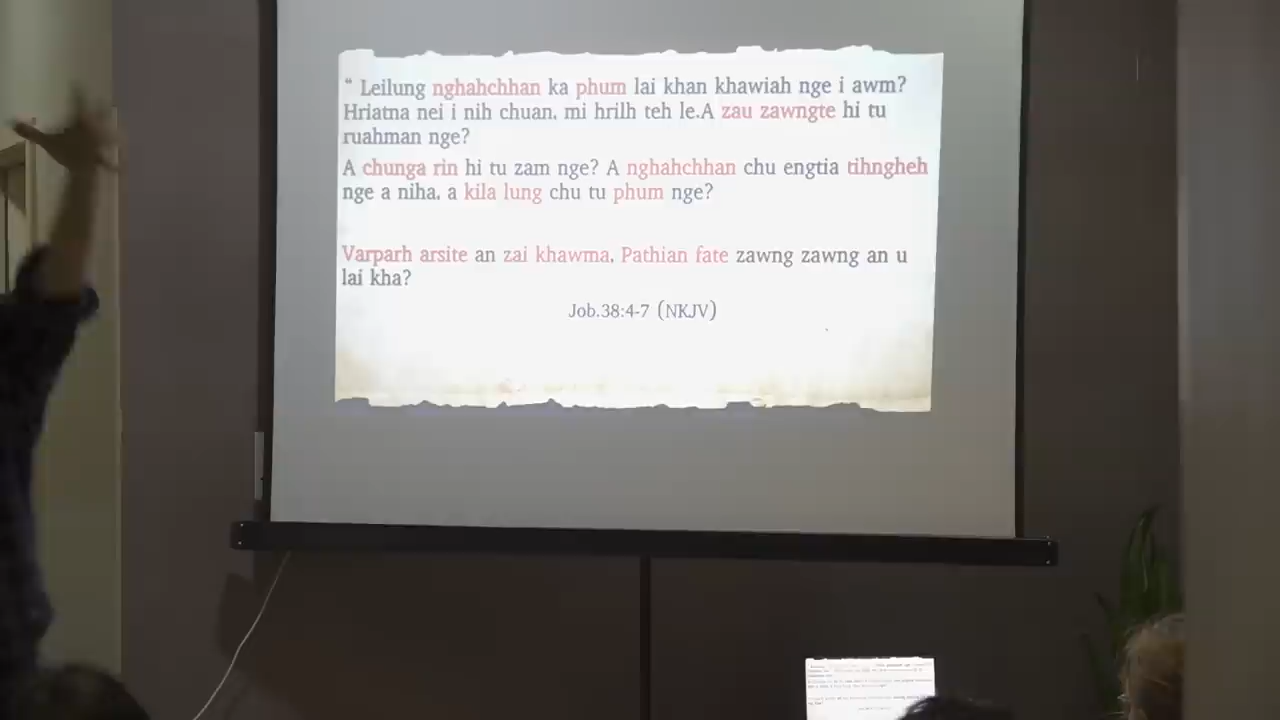 “ Leilung nghahchhan ka phum lai khan khawiah nge i awm?
Hriatna nei i nih chuan, mi hrilh teh le.A zau zawngte hi tu
ruahman nge?
A chunga rin hi tu zam nge? A nghahchhan chu engtia tihngheh
nge a niha, a kila lung chu tu phum nge?
Varparh arsite an zai khawma, Pathian fate zawng zawng an u
lai kha?
Job.38:4-7 (NKJV)